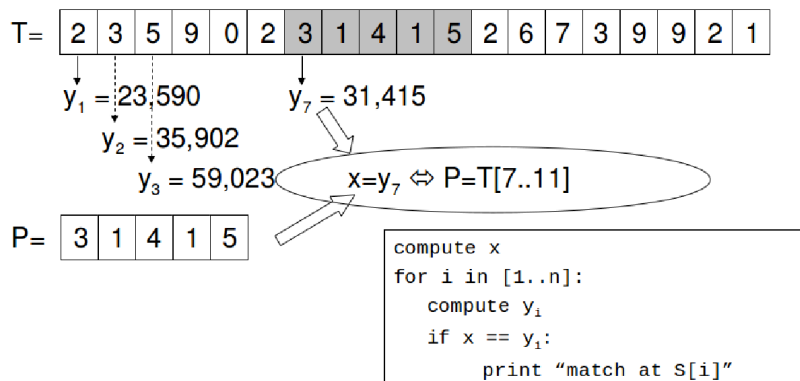 T= 2 3 5 9 0 2 3 1 4 1 5 2 6 7 3 9 9 2 1
y₁ = 23,590 y₇ = 31,415
y₂ = 35,902
y₃ = 59,023 x=y₇ ⇔ P=T[7..11]
P= 3 1 4 1 5
compute x
for i in [1..n]:
compute yᵢ
if x == yᵢ:
print “match at S[i]”